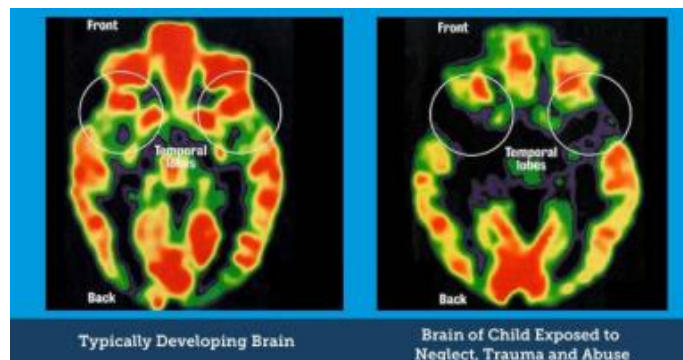 Front
Temporal
lobes
Back
Typically Developing Brain
Front
Temporal
lobes
Back
Brain of Child Exposed to
Neglect, Trauma and Abuse